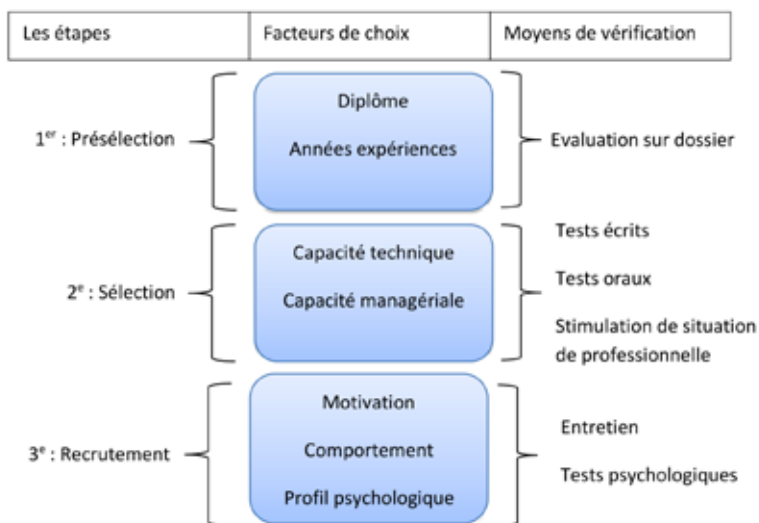 Les étapes
Facteurs de choix
Moyens de vérification
1er : Présélection
Diplôme
Années expériences
Evaluation sur dossier
2e : Sélection
Capacité technique
Capacité managériale
Tests écrits
Tests oraux
Stimulation de situation
de professionnelle
3e : Recrutement
Motivation
Comportement
Profil psychologique
Entretien
Tests psychologiques